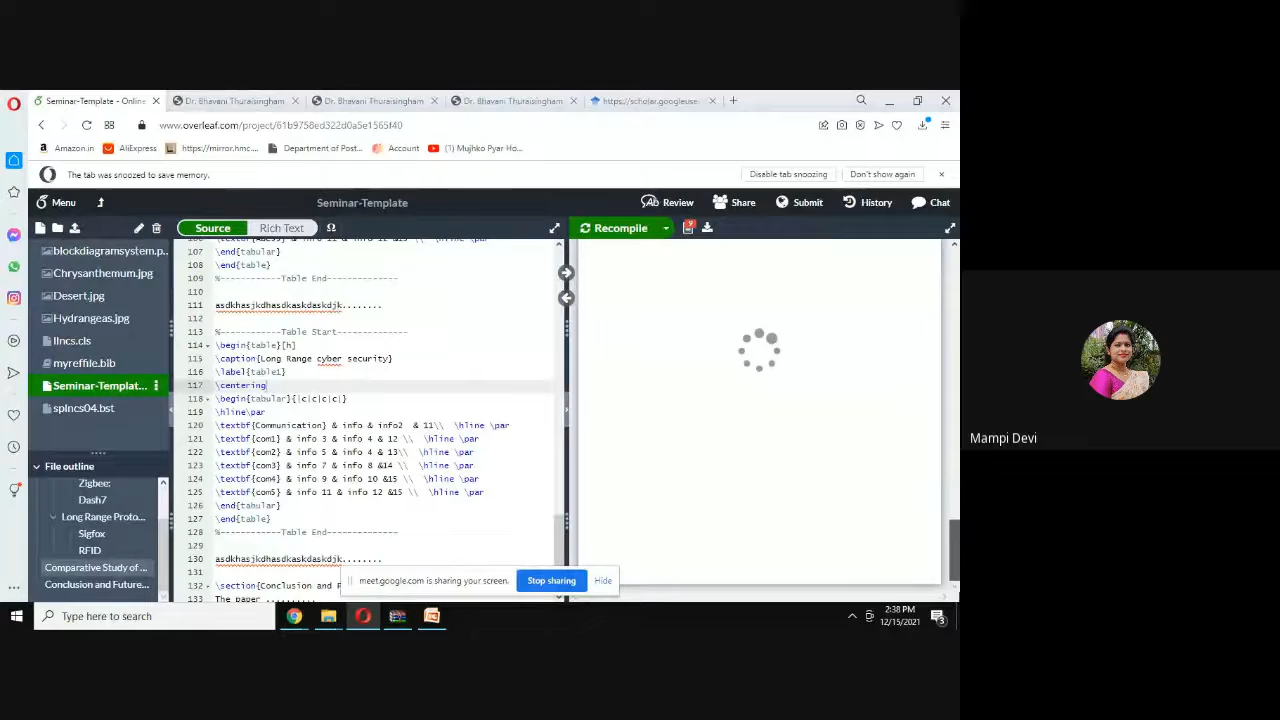 Seminar-Template - Online
Dr. Bhavani Thuraisingham
Dr. Bhavani Thuraisingham
Dr. Bhavani Thuraisingham
https://scholar.googleuse
www.overleaf.com/project/61b9758ed322d0a5e1565f40
Amazon.in AliExpress https://mirror.hmc.... Department of Post... Account (1) Mujhko Pyar Ho...
The tab was snoozed to save memory. Disable tab snoozing Don't show again
Menu Seminar-Template Review Share Submit History Chat
Source Rich Text Ω Recompile
blockdiagramsystem.p...
Chrysanthemum.jpg
Desert.jpg
Hydrangeas.jpg
llncs.cls
myreffile.bib
Seminar-Templat...
splncs04.bst
File outline
Zigbee:
Dash7
Long Range Proto...
Sigfox
RFID
Comparative Study of ...
Conclusion and Future...
107 \end{tabular}
108 \end{table}
109 %------------Table End-------------
110
111 asdkhasjkdhasdkaskdaskdjk........
112
113 %------------Table Start--------------
114 \begin{table}[h]
115 \caption{Long Range cyber security}
116 \label{table1}
117 \centering
118 \begin{tabular}{|c|c|c|c|}
119 \hline\par
120 \textbf{Communication} & info & info2 & 11\\ \hline \par
121 \textbf{com1} & info 3 & info 4 & 12 \\ \hline \par
122 \textbf{com2} & info 5 & info 4 & 13\\ \hline \par
123 \textbf{com3} & info 7 & info 8 &14 \\ \hline \par
124 \textbf{com4} & info 9 & info 10 &15 \\ \hline \par
125 \textbf{com5} & info 11 & info 12 &15 \\ \hline \par
126 \end{tabular}
127 \end{table}
128 %------------Table End-------------
129
130 asdkhasjkdhasdkaskdaskdjk........
132 \section{Conclusion and F
133 The paper ..........
meet.google.com is sharing your screen. Stop sharing Hide
Type here to search
2:38 PM
12/15/2021
3
Mampi Devi